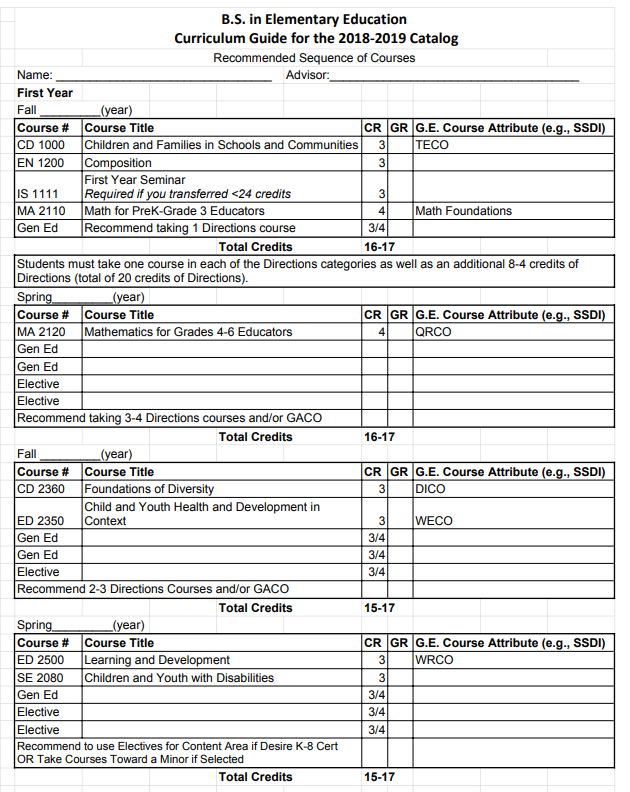 B.S. in Elementary Education
Curriculum Guide for the 2018-2019 Catalog
Recommended Sequence of Courses
Name: ________________________________ Advisor:_____________________________________
First Year
Fall _________(year)
Course # Course Title CR GR G.E. Course Attribute (e.g., SSDI)
CD 1000 Children and Families in Schools and Communities 3 TECO
EN 1200 Composition 3
First Year Seminar
IS 1111 Required if you transferred <24 credits 3
MA 2110 Math for PreK-Grade 3 Educators 4 Math Foundations
Gen Ed Recommend taking 1 Directions course 3/4
Total Credits 16-17
Students must take one course in each of the Directions categories as well as an additional 8-4 credits of
Directions (total of 20 credits of Directions).
Spring_________(year)
Course # Course Title CR GR G.E. Course Attribute (e.g., SSDI)
MA 2120 Mathematics for Grades 4-6 Educators 4 QRCO
Gen Ed
Gen Ed
Elective
Elective
Recommend taking 3-4 Directions courses and/or GACO
Total Credits 16-17
Fall _________(year)
Course # Course Title CR GR G.E. Course Attribute (e.g., SSDI)
CD 2360 Foundations of Diversity 3 DICO
Child and Youth Health and Development in
ED 2350 Context 3 WECO
Gen Ed 3/4
Gen Ed 3/4
Elective 3/4
Recommend 2-3 Directions Courses and/or GACO
Total Credits 15-17
Spring_________(year)
Course # Course Title CR GR G.E. Course Attribute (e.g., SSDI)
ED 2500 Learning and Development 3 WRCO
SE 2080 Children and Youth with Disabilities 3
Gen Ed 3/4
Elective 3/4
Elective 3/4
Recommend to use Electives for Content Area if Desire K-8 Cert
OR Take Courses Toward a Minor if Selected
Total Credits 15-17